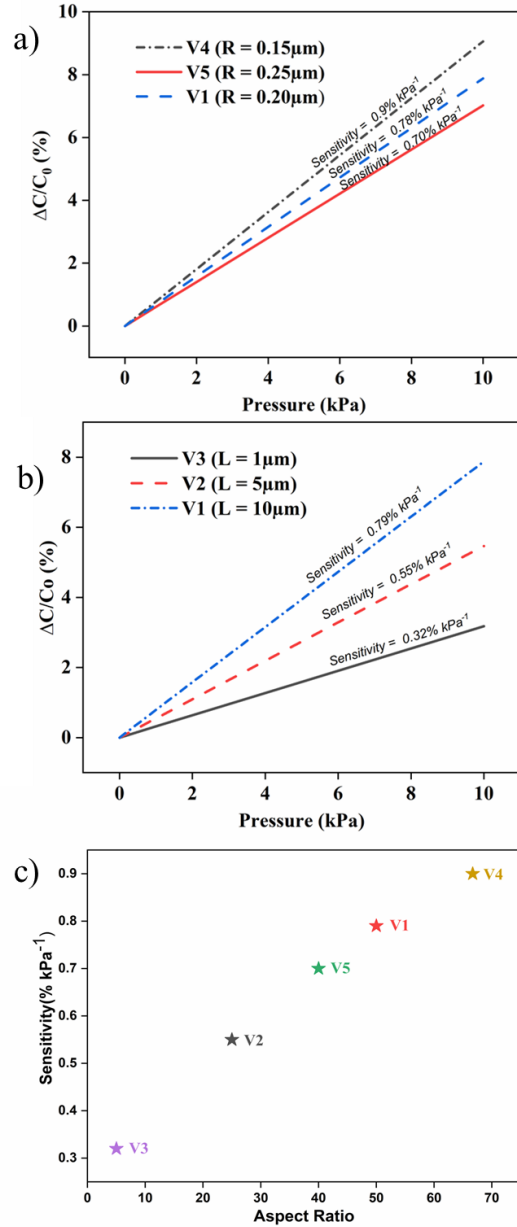 a)
10
8
6
4
2
0
ΔC/C₀ (%)
V4 (R = 0.15µm)
V5 (R = 0.25µm)
V1 (R = 0.20µm)
Sensitivity = 0.9% kPa⁻¹
Sensitivity = 0.78% kPa⁻¹
Sensitivity = 0.70% kPa⁻¹
0 2 4 6 8 10
Pressure (kPa)
b)
8
6
4
2
0
ΔC/Co (%)
V3 (L = 1µm)
V2 (L = 5µm)
V1 (L = 10µm)
Sensitivity = 0.79% kPa⁻¹
Sensitivity = 0.55% kPa⁻¹
Sensitivity = 0.32% kPa⁻¹
0 2 4 6 8 10
Pressure (kPa)
c)
0.9
0.8
0.7
0.6
0.5
0.4
0.3
Sensitivity(% kPa⁻¹)
V4
V1
V5
V2
V3
0 10 20 30 40 50 60 70
Aspect Ratio